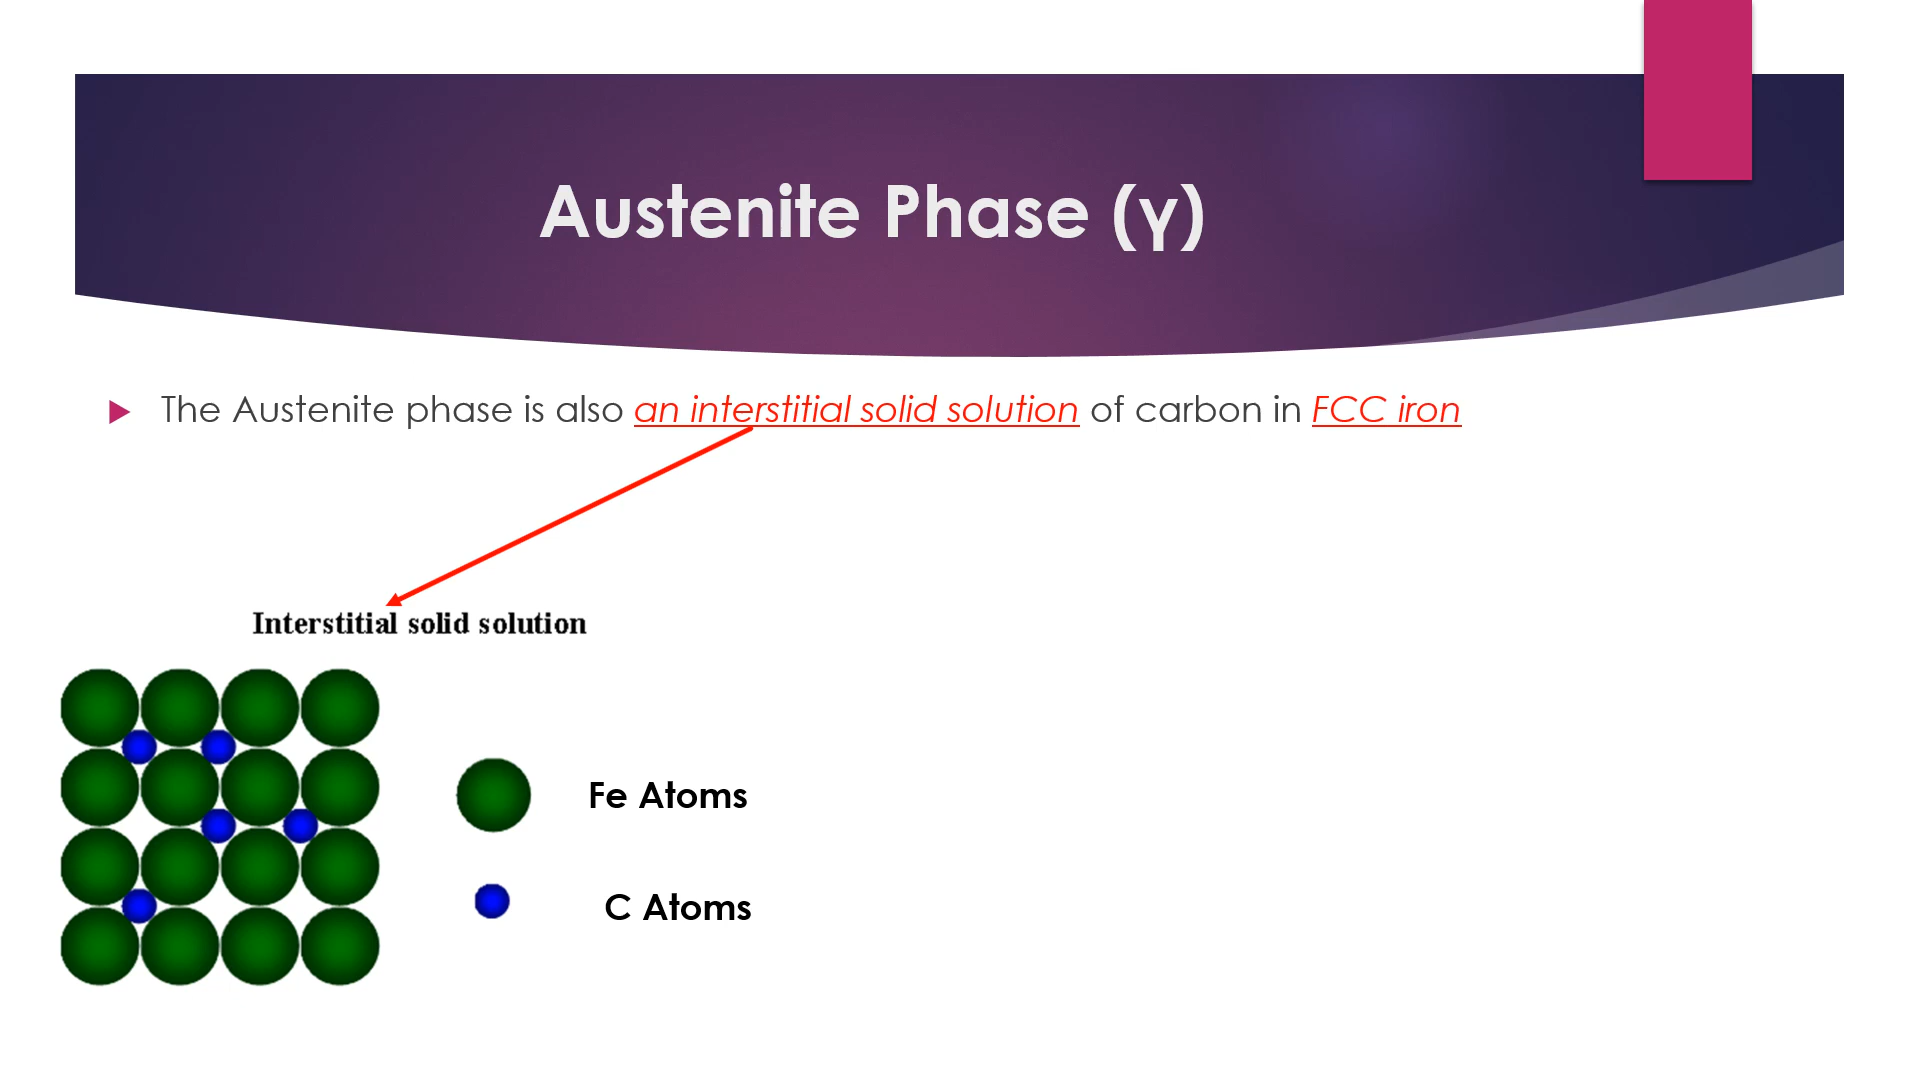 Austenite Phase (γ)
The Austenite phase is also an interstitial solid solution of carbon in FCC iron
Interstitial solid solution
Fe Atoms
C Atoms